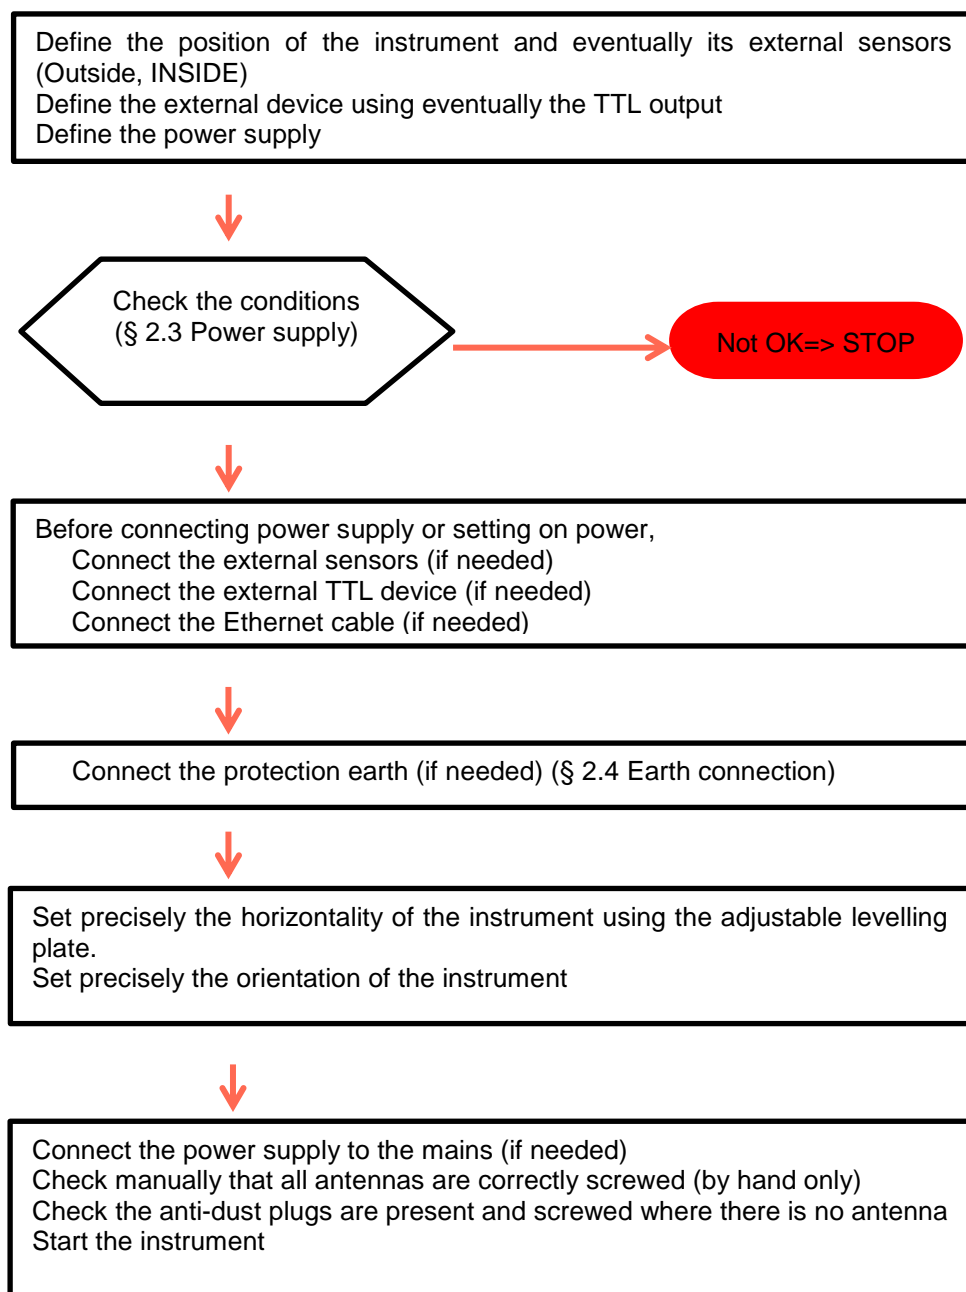 Define the position of the instrument and eventually its external sensors
(Outside, INSIDE)
Define the external device using eventually the TTL output
Define the power supply
Check the conditions
(§ 2.3 Power supply)
Not OK=> STOP
Before connecting power supply or setting on power,
Connect the external sensors (if needed)
Connect the external TTL device (if needed)
Connect the Ethernet cable (if needed)
Connect the protection earth (if needed) (§ 2.4 Earth connection)
Set precisely the horizontality of the instrument using the adjustable levelling
plate.
Set precisely the orientation of the instrument
Connect the power supply to the mains (if needed)
Check manually that all antennas are correctly screwed (by hand only)
Check the anti-dust plugs are present and screwed where there is no antenna
Start the instrument